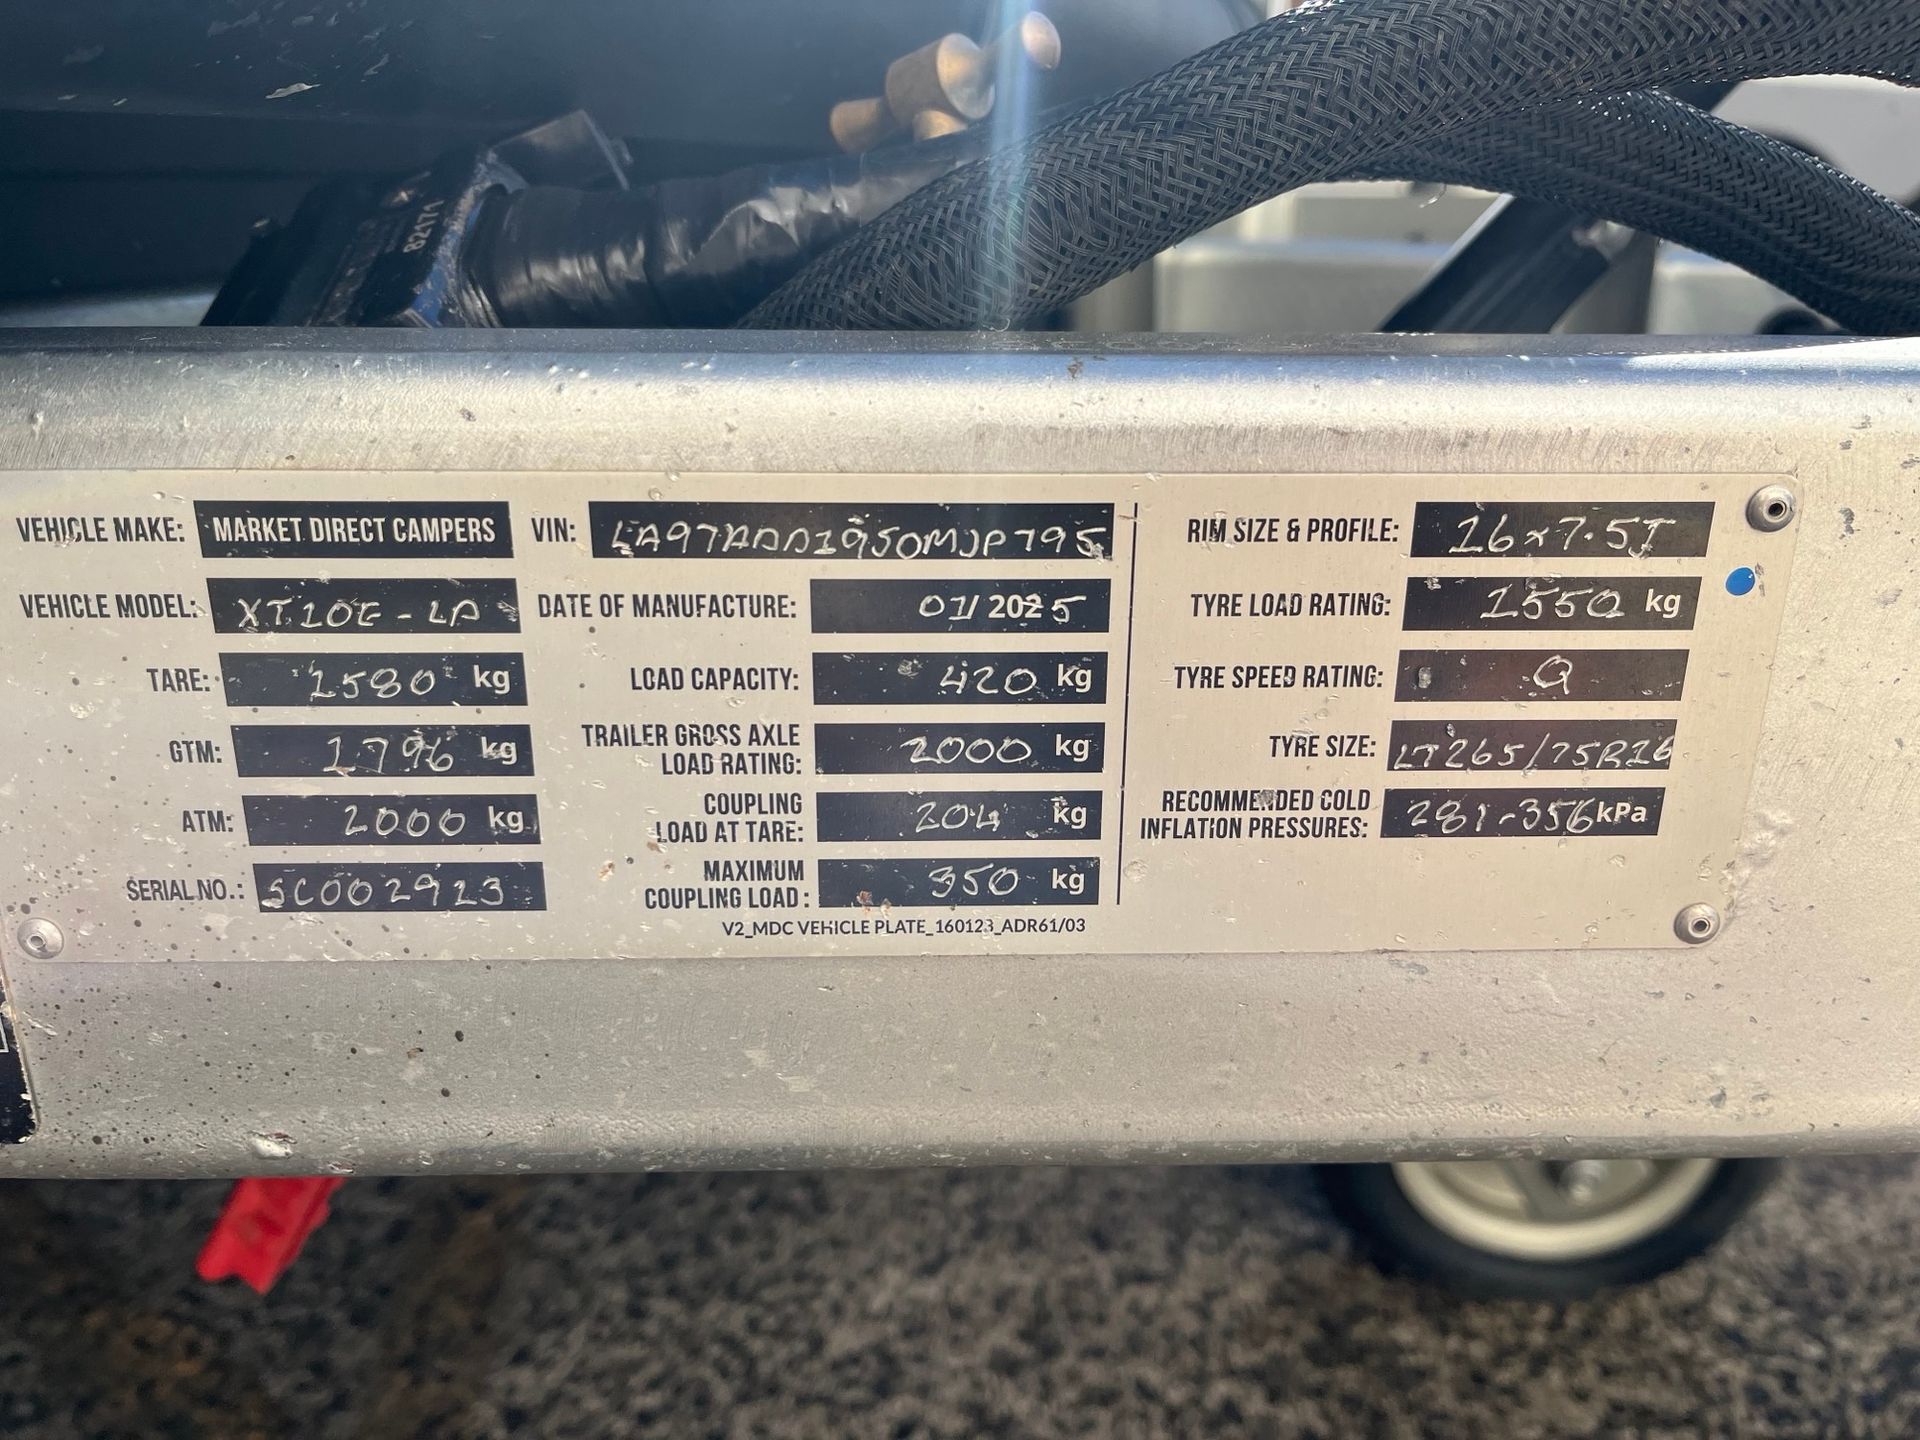 B2171
VEHICLE MAKE: MARKET DIRECT CAMPERS
VEHICLE MODEL: XT10E-LA
TARE: 1580 kg
GTM: 1796 kg
ATM: 2000 kg
SERIAL NO.: SC002923
VIN: LA97ADD1950MJP795
DATE OF MANUFACTURE: 01/2025
LOAD CAPACITY: 420 kg
TRAILER GROSS AXLE
LOAD RATING: 2000 kg
COUPLING
LOAD AT TARE: 204 kg
MAXIMUM
COUPLING LOAD: 350 kg
V2_MDC VEHICLE PLATE_160123_ADR61/03
RIM SIZE & PROFILE: 16x7.5J
TYRE LOAD RATING: 1550 kg
TYRE SPEED RATING: Q
TYRE SIZE: LT265/75R16
RECOMMENDED COLD
INFLATION PRESSURES: 281-356 kPa